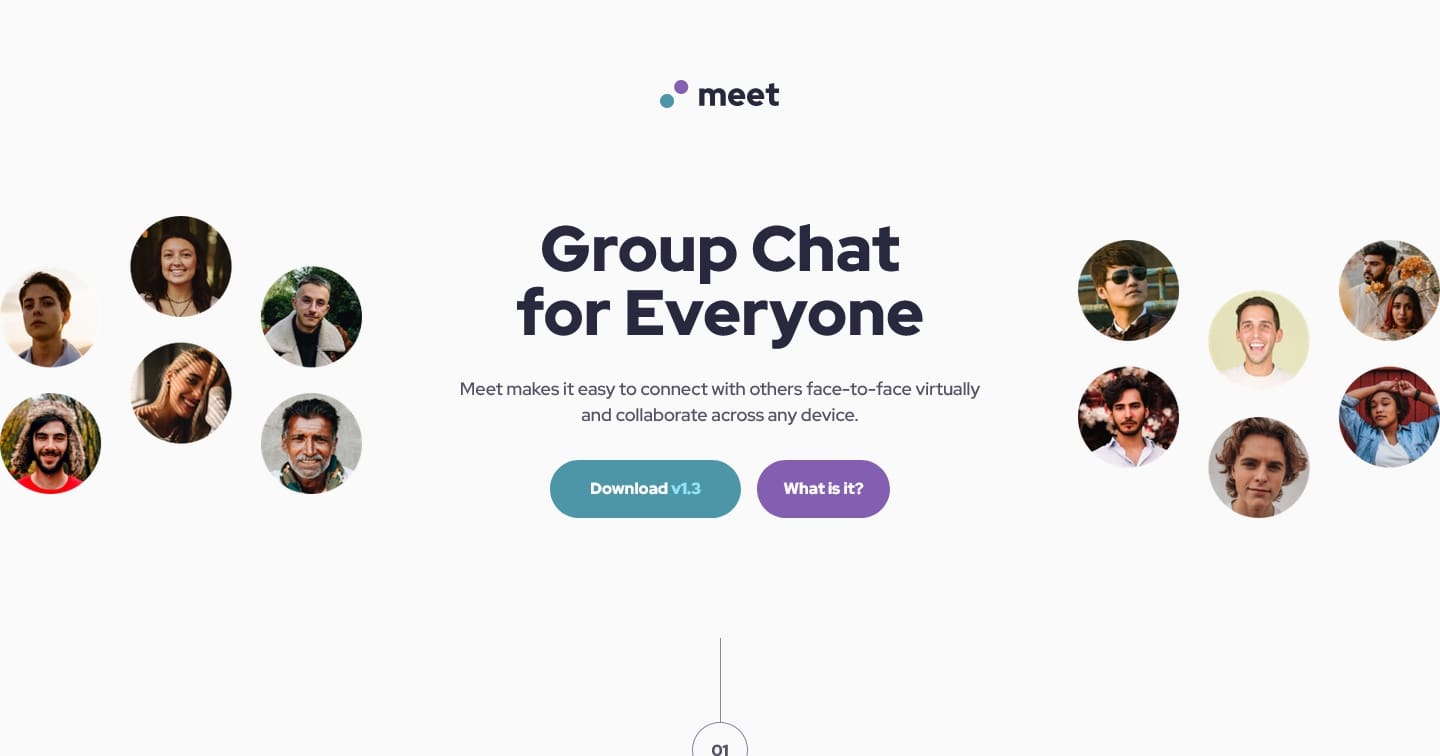 meet
Group Chat
for Everyone
Meet makes it easy to connect with others face-to-face virtually
and collaborate across any device.
Download v1.3
What is it?
01